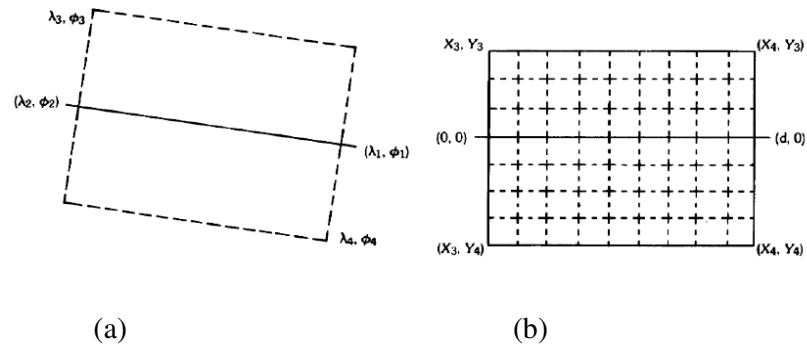 λ₃, ϕ₃
(λ₂, ϕ₂)
(λ₁, ϕ₁)
λ₄, ϕ₄
(a)
X₃, Y₃
(X₄, Y₃)
(0, 0)
(d, 0)
(X₃, Y₄)
(X₄, Y₄)
(b)